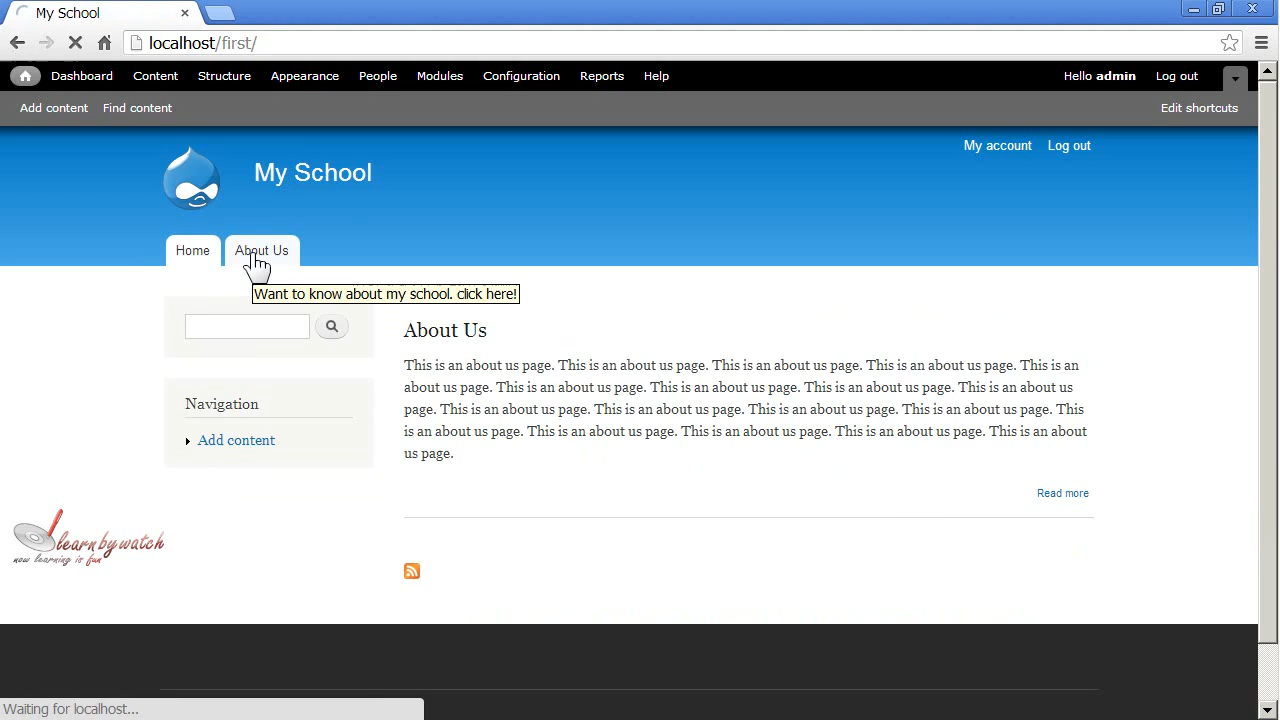 My School
localhost/first/
Dashboard Content Structure Appearance People Modules Configuration Reports Help Hello admin Log out
Add content Find content Edit shortcuts
My account Log out
My School
Home About Us
Want to know about my school. click here!
About Us
This is an about us page. This is an about us page. This is an about us page. This is an about us page. This is an
about us page. This is an about us page. This is an about us page. This is an about us page. This is an about us
page. This is an about us page. This is an about us page. This is an about us page. This is an about us page. This
is an about us page. This is an about us page. This is an about us page. This is an about us page. This is an about
us page.
Read more
Navigation
Add content
learnbywatch
now learning is fun
Waiting for localhost...